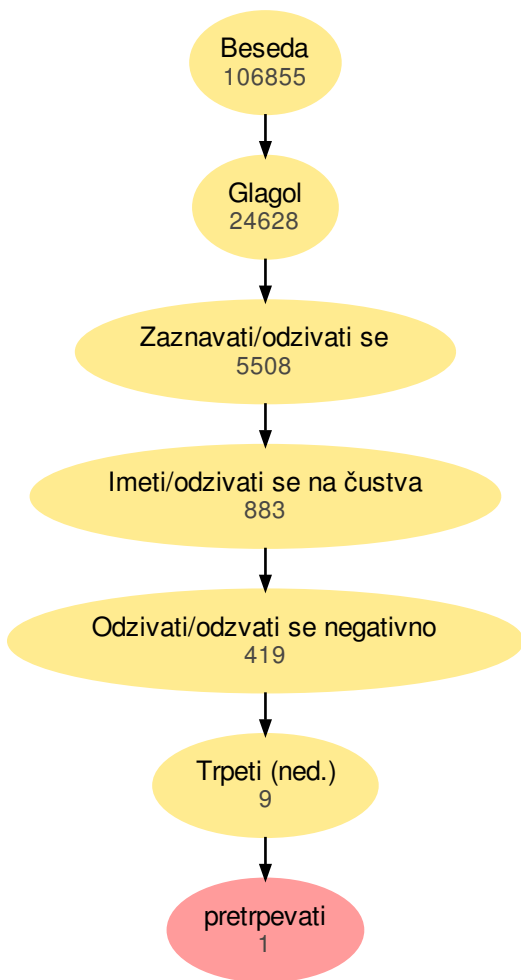 Beseda
106855
Glagol
24628
Zaznavati/odzivati se
5508
Imeti/odzivati se na čustva
883
Odzivati/odzvati se negativno
419
Trpeti (ned.)
9
pretrpevati
1